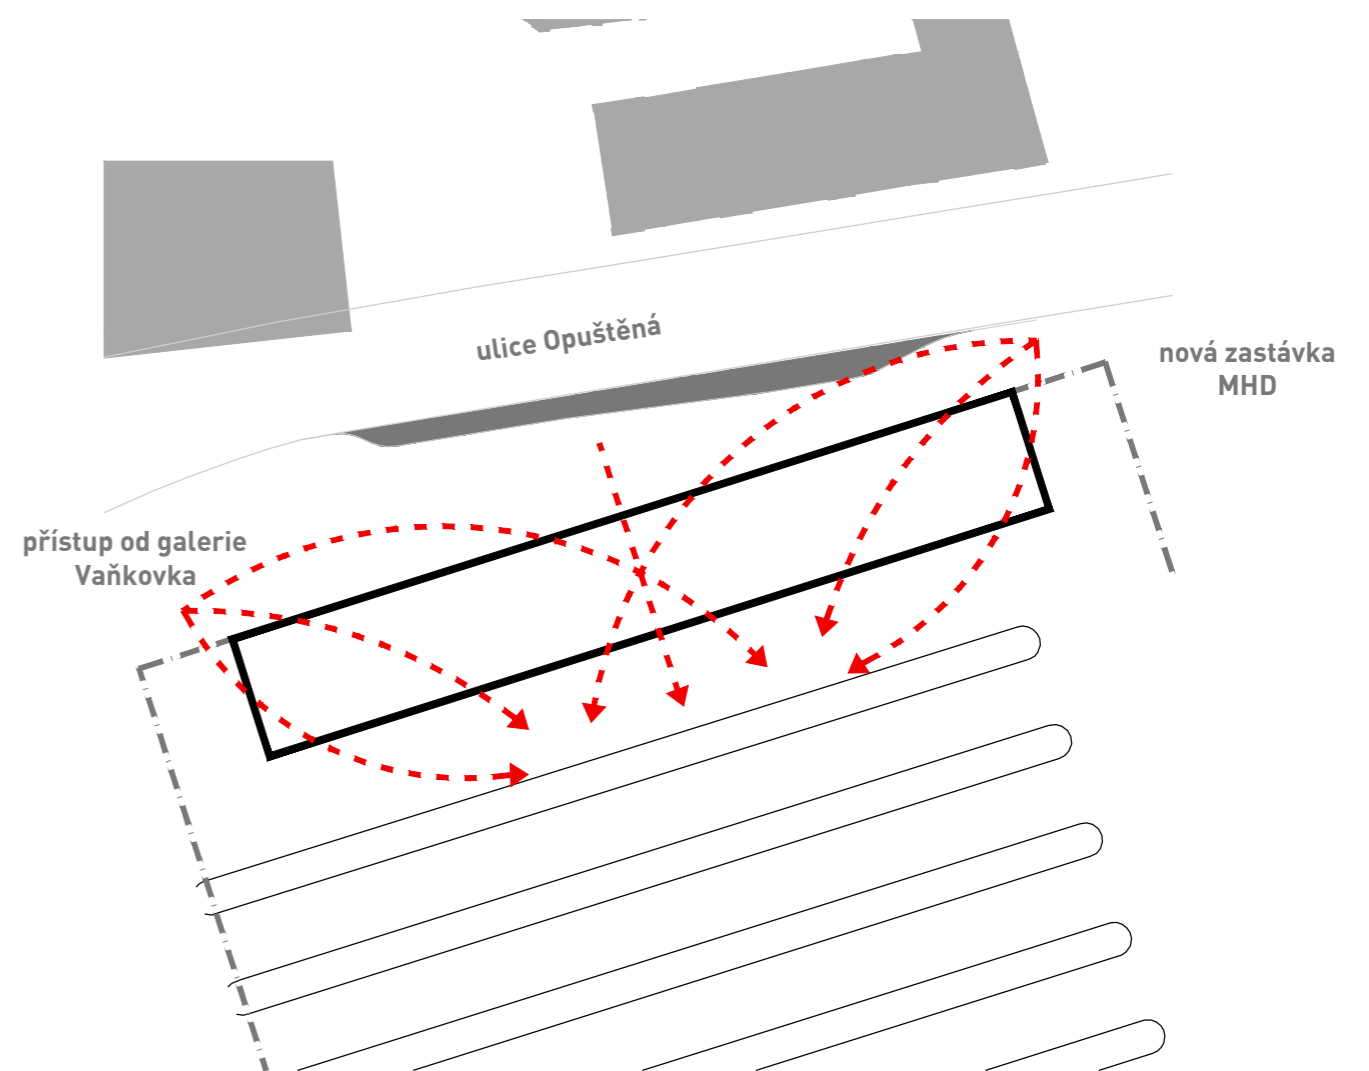 ulice Opuštěná
nová zastávka
MHD
přístup od galerie
Vaňkovka